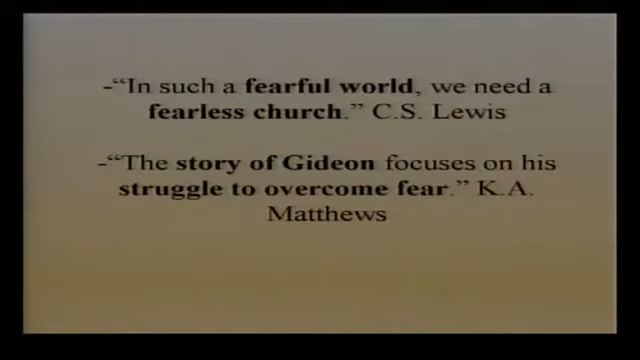 -“In such a fearful world, we need a
fearless church.” C.S. Lewis
-“The story of Gideon focuses on his
struggle to overcome fear.” K.A.
Matthews